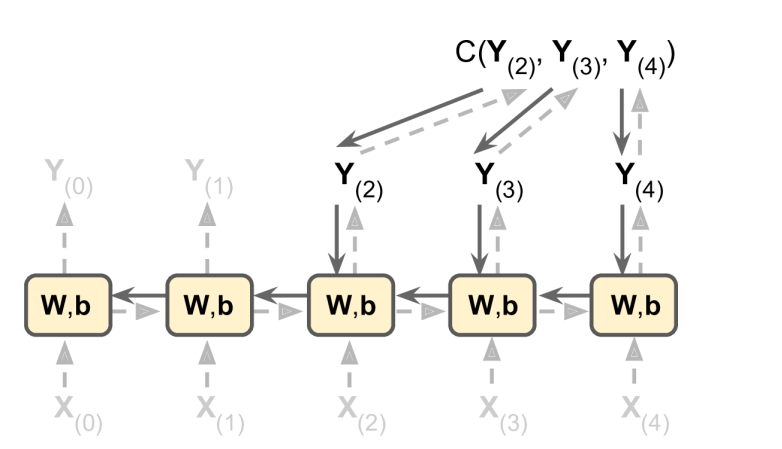 C(Y(2), Y(3), Y(4))
Y(0) Y(1) Y(2) Y(3) Y(4)
W,b W,b W,b W,b W,b
X(0) X(1) X(2) X(3) X(4)